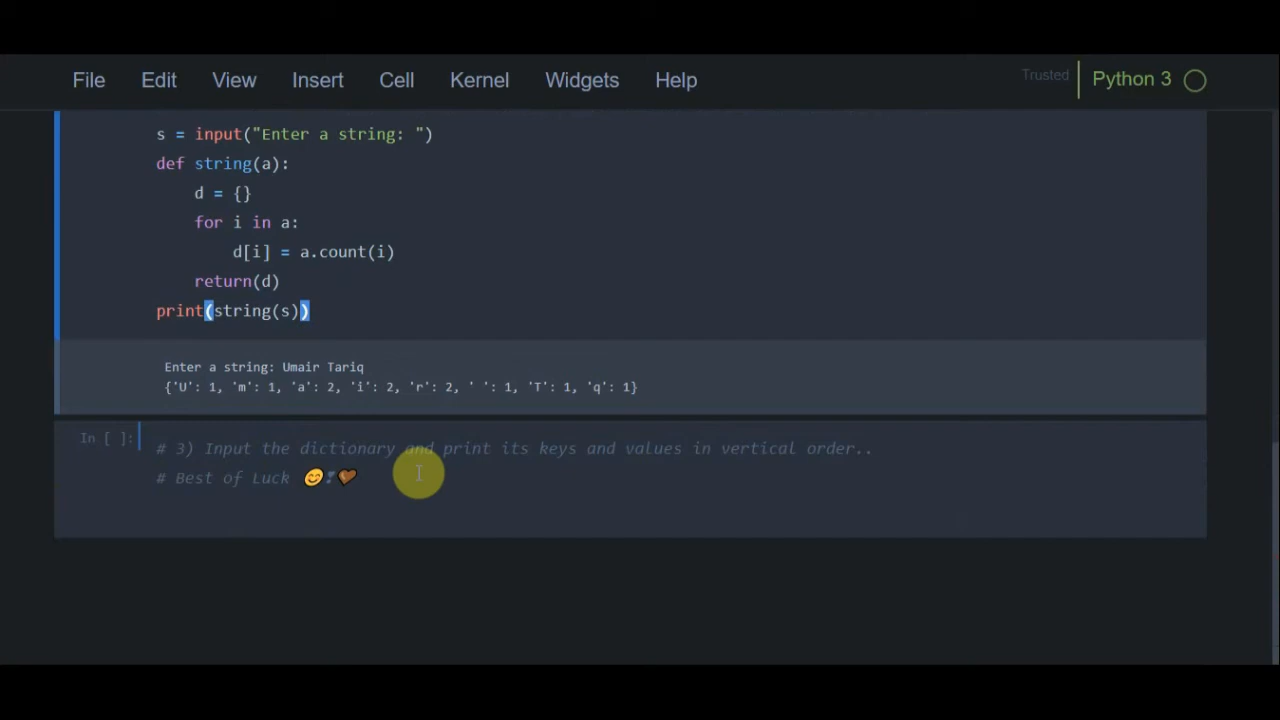 File Edit View Insert Cell Kernel Widgets Help Trusted Python 3
s = input("Enter a string: ")
def string(a):
    d = {}
    for i in a:
        d[i] = a.count(i)
    return(d)
print(string(s))
Enter a string: Umair Tariq
{'U': 1, 'm': 1, 'a': 2, 'i': 2, 'r': 2, ' ': 1, 'T': 1, 'q': 1}
In [ ]:
# 3) Input the dictionary and print its keys and values in vertical order..
# Best of Luck 😊❣🤎